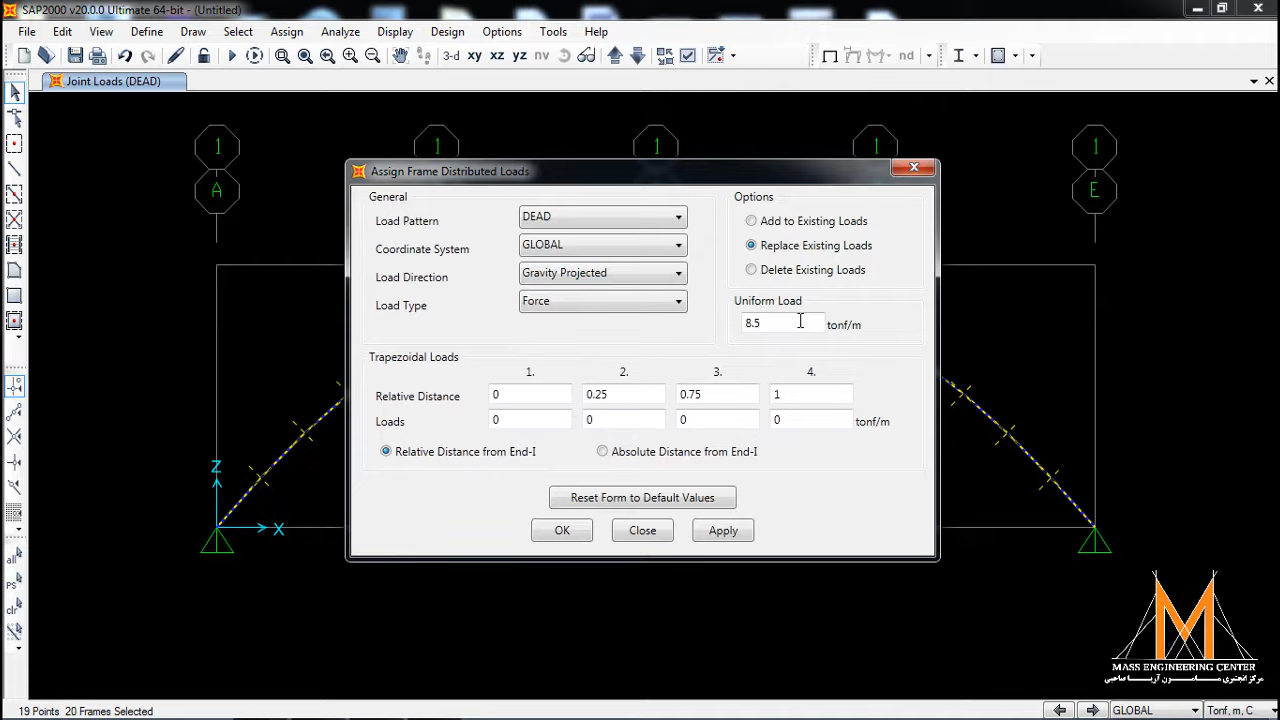 SAP2000 v20.0.0 Ultimate 64-bit - (Untitled)
File Edit View Define Draw Select Assign Analyze Display Design Options Tools Help
3-d xy xz yz nv nd
Joint Loads (DEAD)
1 1 1 1 1
A E
Assign Frame Distributed Loads
General
Load Pattern DEAD
Coordinate System GLOBAL
Load Direction Gravity Projected
Load Type Force
Options
Add to Existing Loads
Replace Existing Loads
Delete Existing Loads
Uniform Load
8.5 tonf/m
Trapezoidal Loads
1. 2. 3. 4.
Relative Distance 0 0.25 0.75 1
Loads 0 0 0 0 tonf/m
Relative Distance from End-I Absolute Distance from End-I
Reset Form to Default Values
OK Close Apply
Z
X
all
PS
clr
MASS ENGINEERING CENTER
19 Points 20 Frames Selected
GLOBAL Tonf, m, C